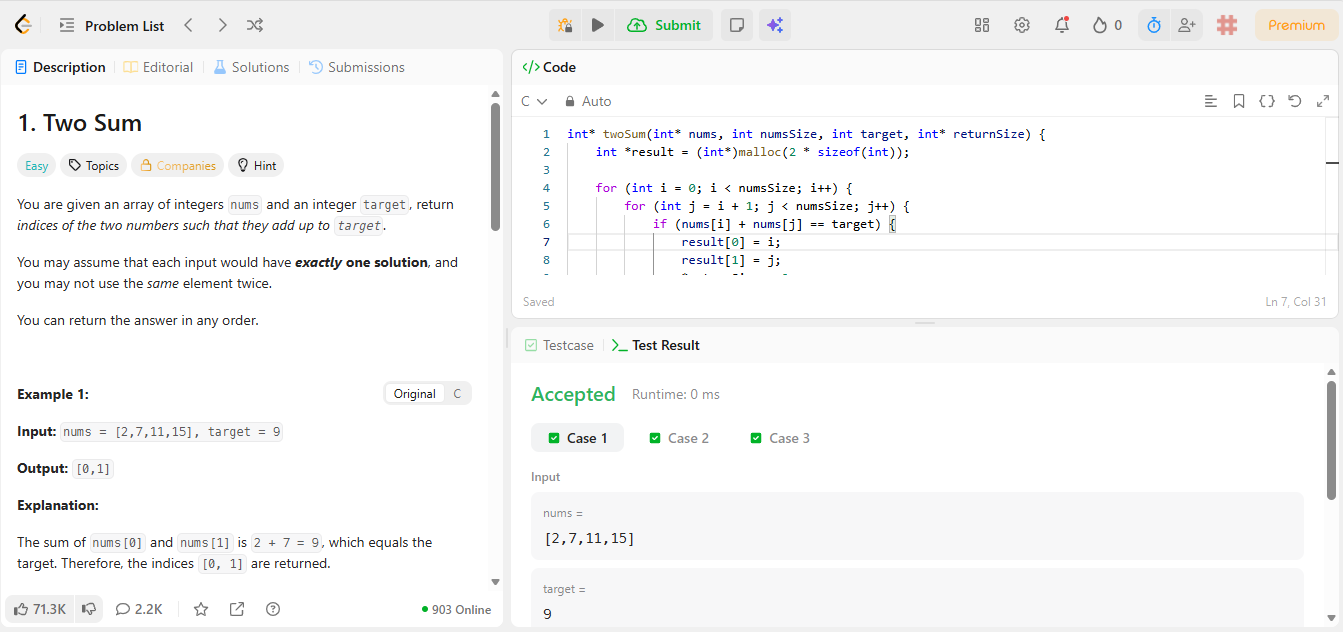 Problem List
Submit
0
Premium
Description
Editorial
Solutions
Submissions
1. Two Sum
Easy
Topics
Companies
Hint
You are given an array of integers nums and an integer target, return
indices of the two numbers such that they add up to target.
You may assume that each input would have exactly one solution, and
you may not use the same element twice.
You can return the answer in any order.
Example 1:
Original C
Input: nums = [2,7,11,15], target = 9
Output: [0,1]
Explanation:
The sum of nums[0] and nums[1] is 2 + 7 = 9, which equals the
target. Therefore, the indices [0, 1] are returned.
71.3K
2.2K
903 Online
</> Code
C
Auto
1 int* twoSum(int* nums, int numsSize, int target, int* returnSize) {
2 int *result = (int*)malloc(2 * sizeof(int));
3
4 for (int i = 0; i < numsSize; i++) {
5 for (int j = i + 1; j < numsSize; j++) {
6 if (nums[i] + nums[j] == target) {
7 result[0] = i;
8 result[1] = j;
Saved
Ln 7, Col 31
Testcase
Test Result
Accepted
Runtime: 0 ms
Case 1
Case 2
Case 3
Input
nums =
[2,7,11,15]
target =
9